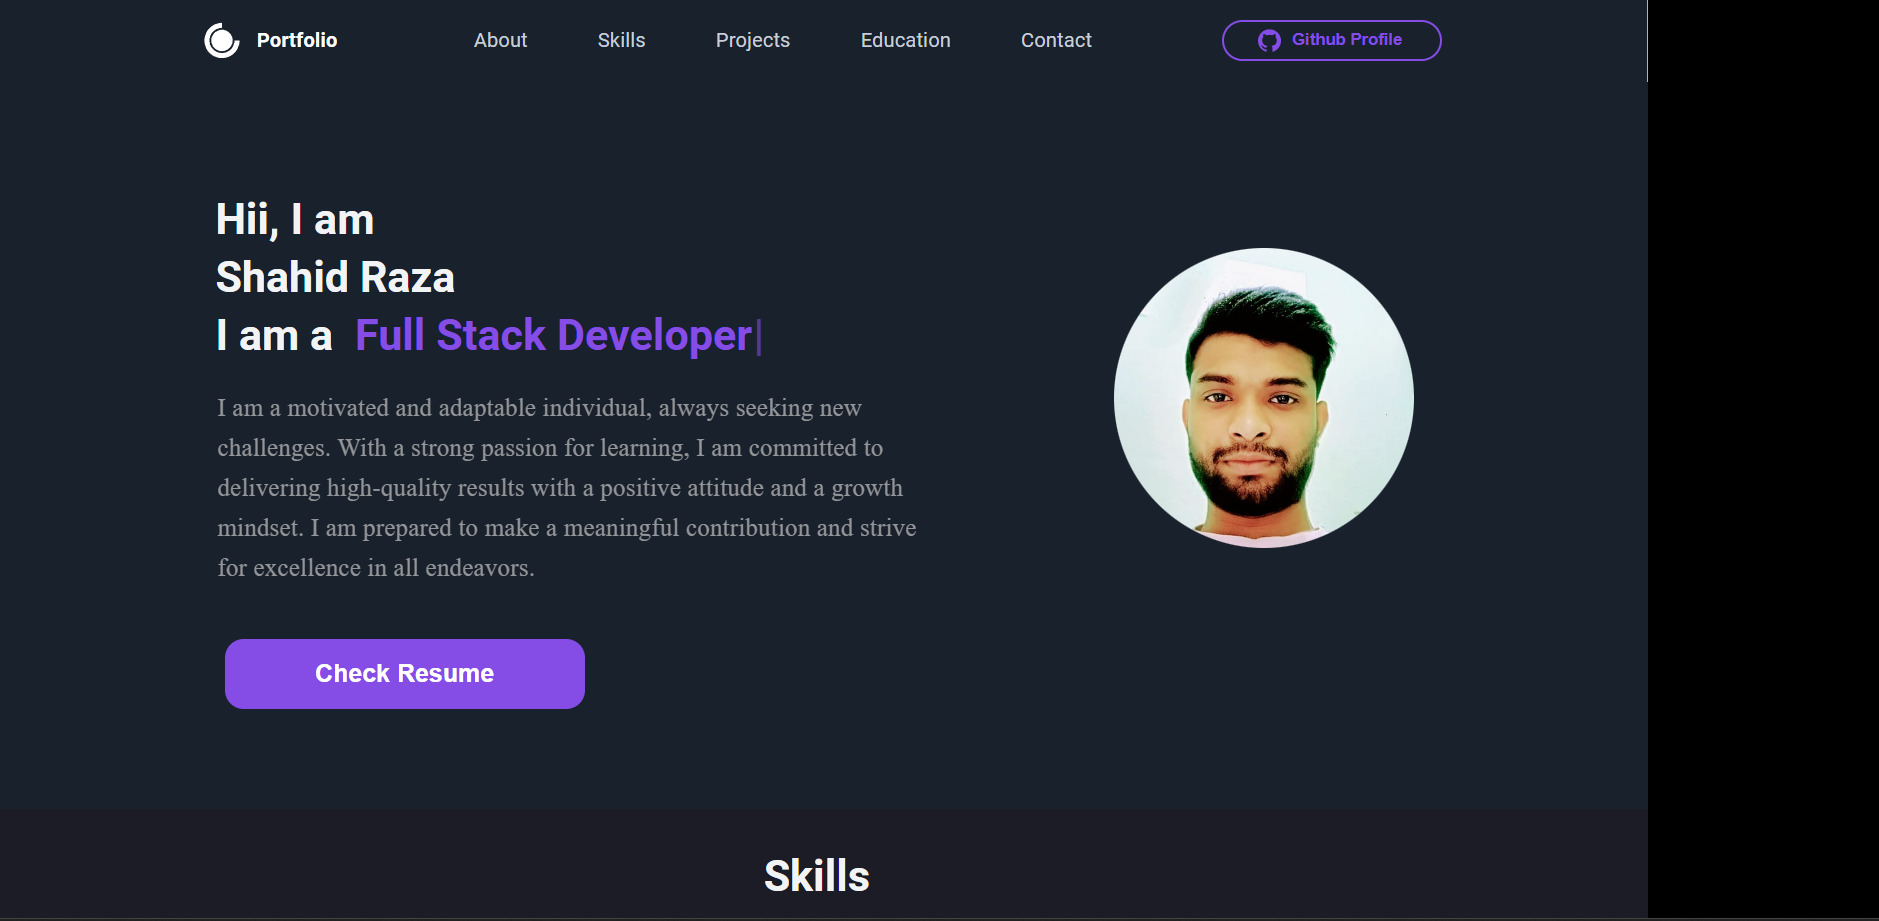 Portfolio
About
Skills
Projects
Education
Contact
Github Profile
Hii, I am
Shahid Raza
I am a Full Stack Developer|
I am a motivated and adaptable individual, always seeking new
challenges. With a strong passion for learning, I am committed to
delivering high-quality results with a positive attitude and a growth
mindset. I am prepared to make a meaningful contribution and strive
for excellence in all endeavors.
Check Resume
Skills